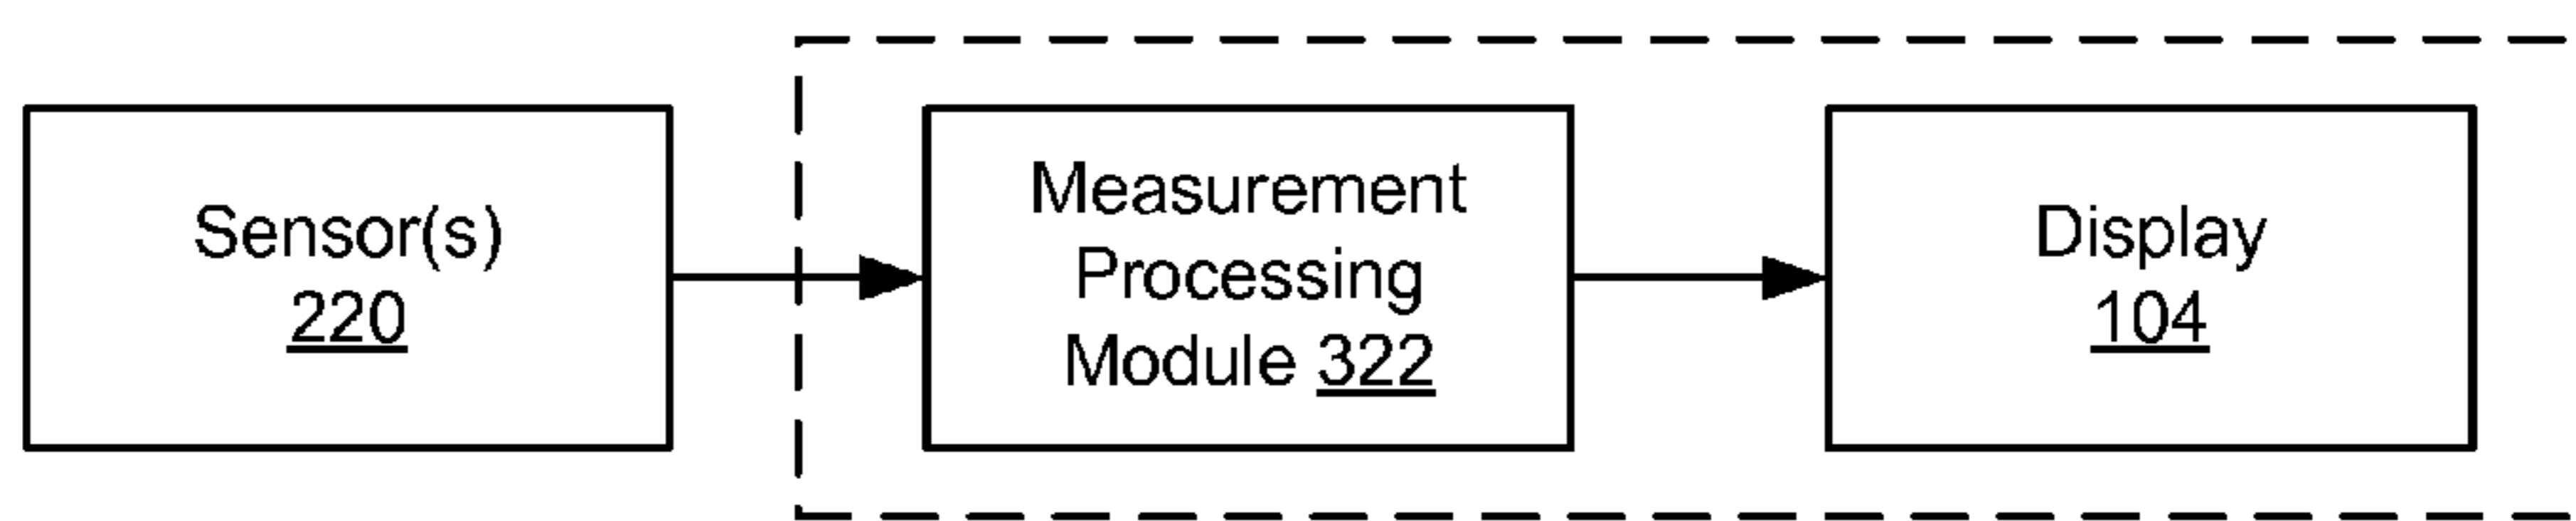 Sensor(s)
220
Measurement
Processing
Module 322
Display
104